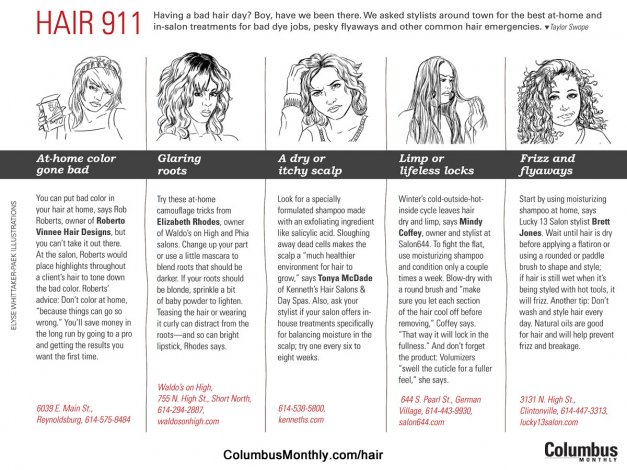 HAIR 911
Having a bad hair day? Boy, have we been there. We asked stylists around town for the best at-home and
in-salon treatments for bad dye jobs, pesky flyaways and other common hair emergencies. ♥Taylor Swope
At-home color
gone bad
You can put bad color in
your hair at home, says Rob
Roberts, owner of Roberto
Vinnee Hair Designs, but
you can't take it out there.
At the salon, Roberts would
place highlights throughout
a client's hair to tone down
the bad color. Roberts'
advice: Don't color at home,
"because things can go so
wrong." You'll save money in
the long run by going to a pro
and getting the results you
want the first time.
6039 E. Main St.,
Reynoldsburg, 614-575-8484
Glaring
roots
Try these at-home
camouflage tricks from
Elizabeth Rhodes, owner
of Waldo's on High and Phia
salons. Change up your part
or use a little mascara to
blend roots that should be
darker. If your roots should
be blonde, sprinkle a bit
of baby powder to lighten.
Teasing the hair or wearing
it curly can distract from the
roots—and so can bright
lipstick, Rhodes says.
Waldo's on High,
755 N. High St., Short North,
614-294-2887,
waldosonhigh.com
A dry or
itchy scalp
Look for a specially
formulated shampoo made
with an exfoliating ingredient
like salicylic acid. Sloughing
away dead cells makes the
scalp a "much healthier
environment for hair to
grow," says Tonya McDade
of Kenneth's Hair Salons &
Day Spas. Also, ask your
stylist if your salon offers in-
house treatments specifically
for balancing moisture in the
scalp; try one every six to
eight weeks.
614-538-5800,
kenneths.com
Limp or
lifeless locks
Winter's cold-outside-hot-
inside cycle leaves hair
dry and limp, says Mindy
Coffey, owner and stylist at
Salon644. To fight the flat,
use moisturizing shampoo
and condition only a couple
times a week. Blow-dry with
a round brush and "make
sure you let each section
of the hair cool off before
removing," Coffey says.
"That way it will lock in the
fullness." And don't forget
the product: Volumizers
"swell the cuticle for a fuller
feel," she says.
644 S. Pearl St., German
Village, 614-443-9930,
salon644.com
Frizz and
flyaways
Start by using moisturizing
shampoo at home, says
Lucky 13 Salon stylist Brett
Jones. Wait until hair is dry
before applying a flatiron or
using a rounded or paddle
brush to shape and style;
if hair is still wet when it's
being styled with hot tools, it
will frizz. Another tip: Don't
wash and style hair every
day. Natural oils are good
for hair and will help prevent
frizz and breakage.
3131 N. High St.,
Clintonville, 614-447-3313,
lucky13salon.com
ELYSE WHITTAKER-PAEK ILLUSTRATIONS
ColumbusMonthly.com/hair
Columbus
MONTHLY